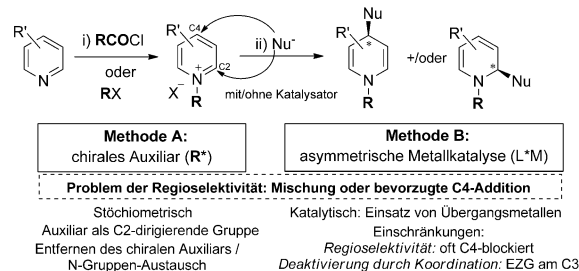 R'
N
i) RCOCl
oder
RX
R'
C4
C2
N
+
X⁻
R
ii) Nu⁻
mit/ohne Katalysator
Nu
*
R'
N
R
+/oder
R'
*
N
Nu
R
Methode A:
chirales Auxiliar (R*)
Methode B:
asymmetrische Metallkatalyse (L*M)
Problem der Regioselektivität: Mischung oder bevorzugte C4-Addition
Stöchiometrisch
Auxiliar als C2-dirigierende Gruppe
Entfernen des chiralen Auxiliars /
N-Gruppen-Austausch
Katalytisch: Einsatz von Übergangsmetallen
Einschränkungen:
Regioselektivität: oft C4-blockiert
Deaktivierung durch Koordination: EZG am C3